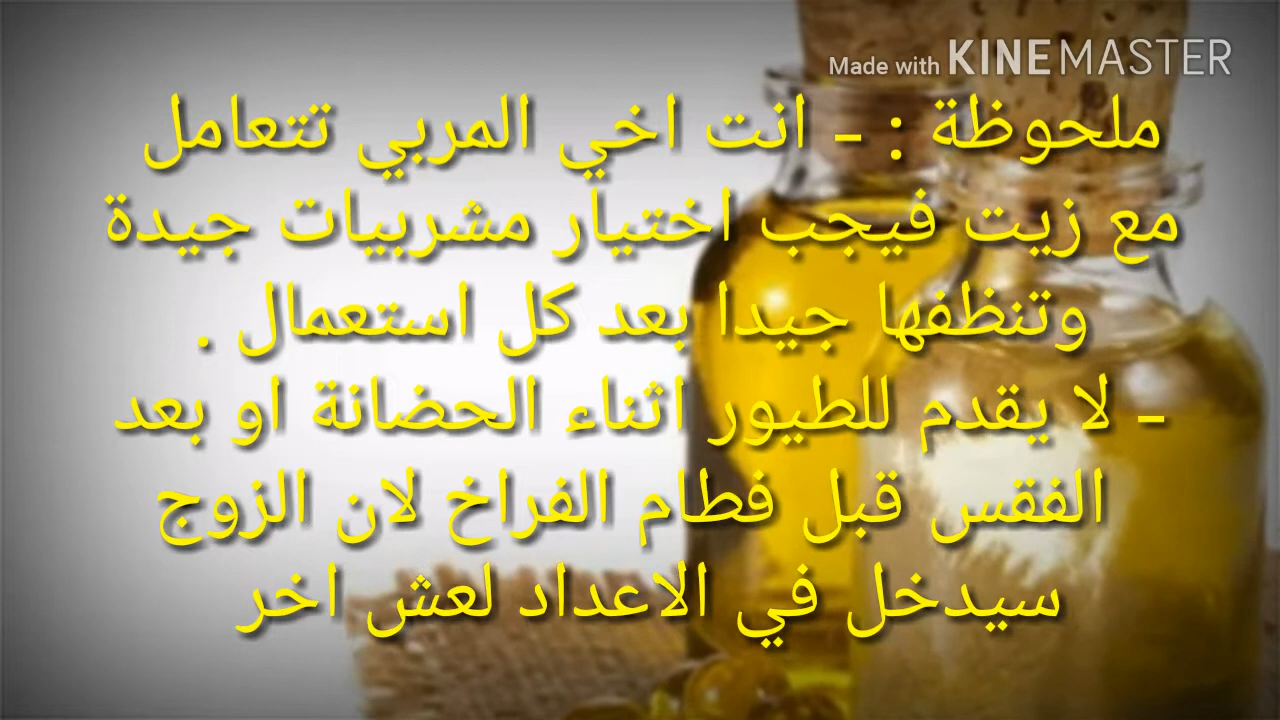 Made with KINEMASTER
ملحوظة : - انت اخي المربي تتعامل
مع زيت فيجب اختيار مشربيات جيدة
وتنظفها جيدا بعد كل استعمال .
- لا يقدم للطيور اثناء الحضانة او بعد
الفقس قبل فطام الفراخ لان الزوج
سيدخل في الاعداد لعش اخر